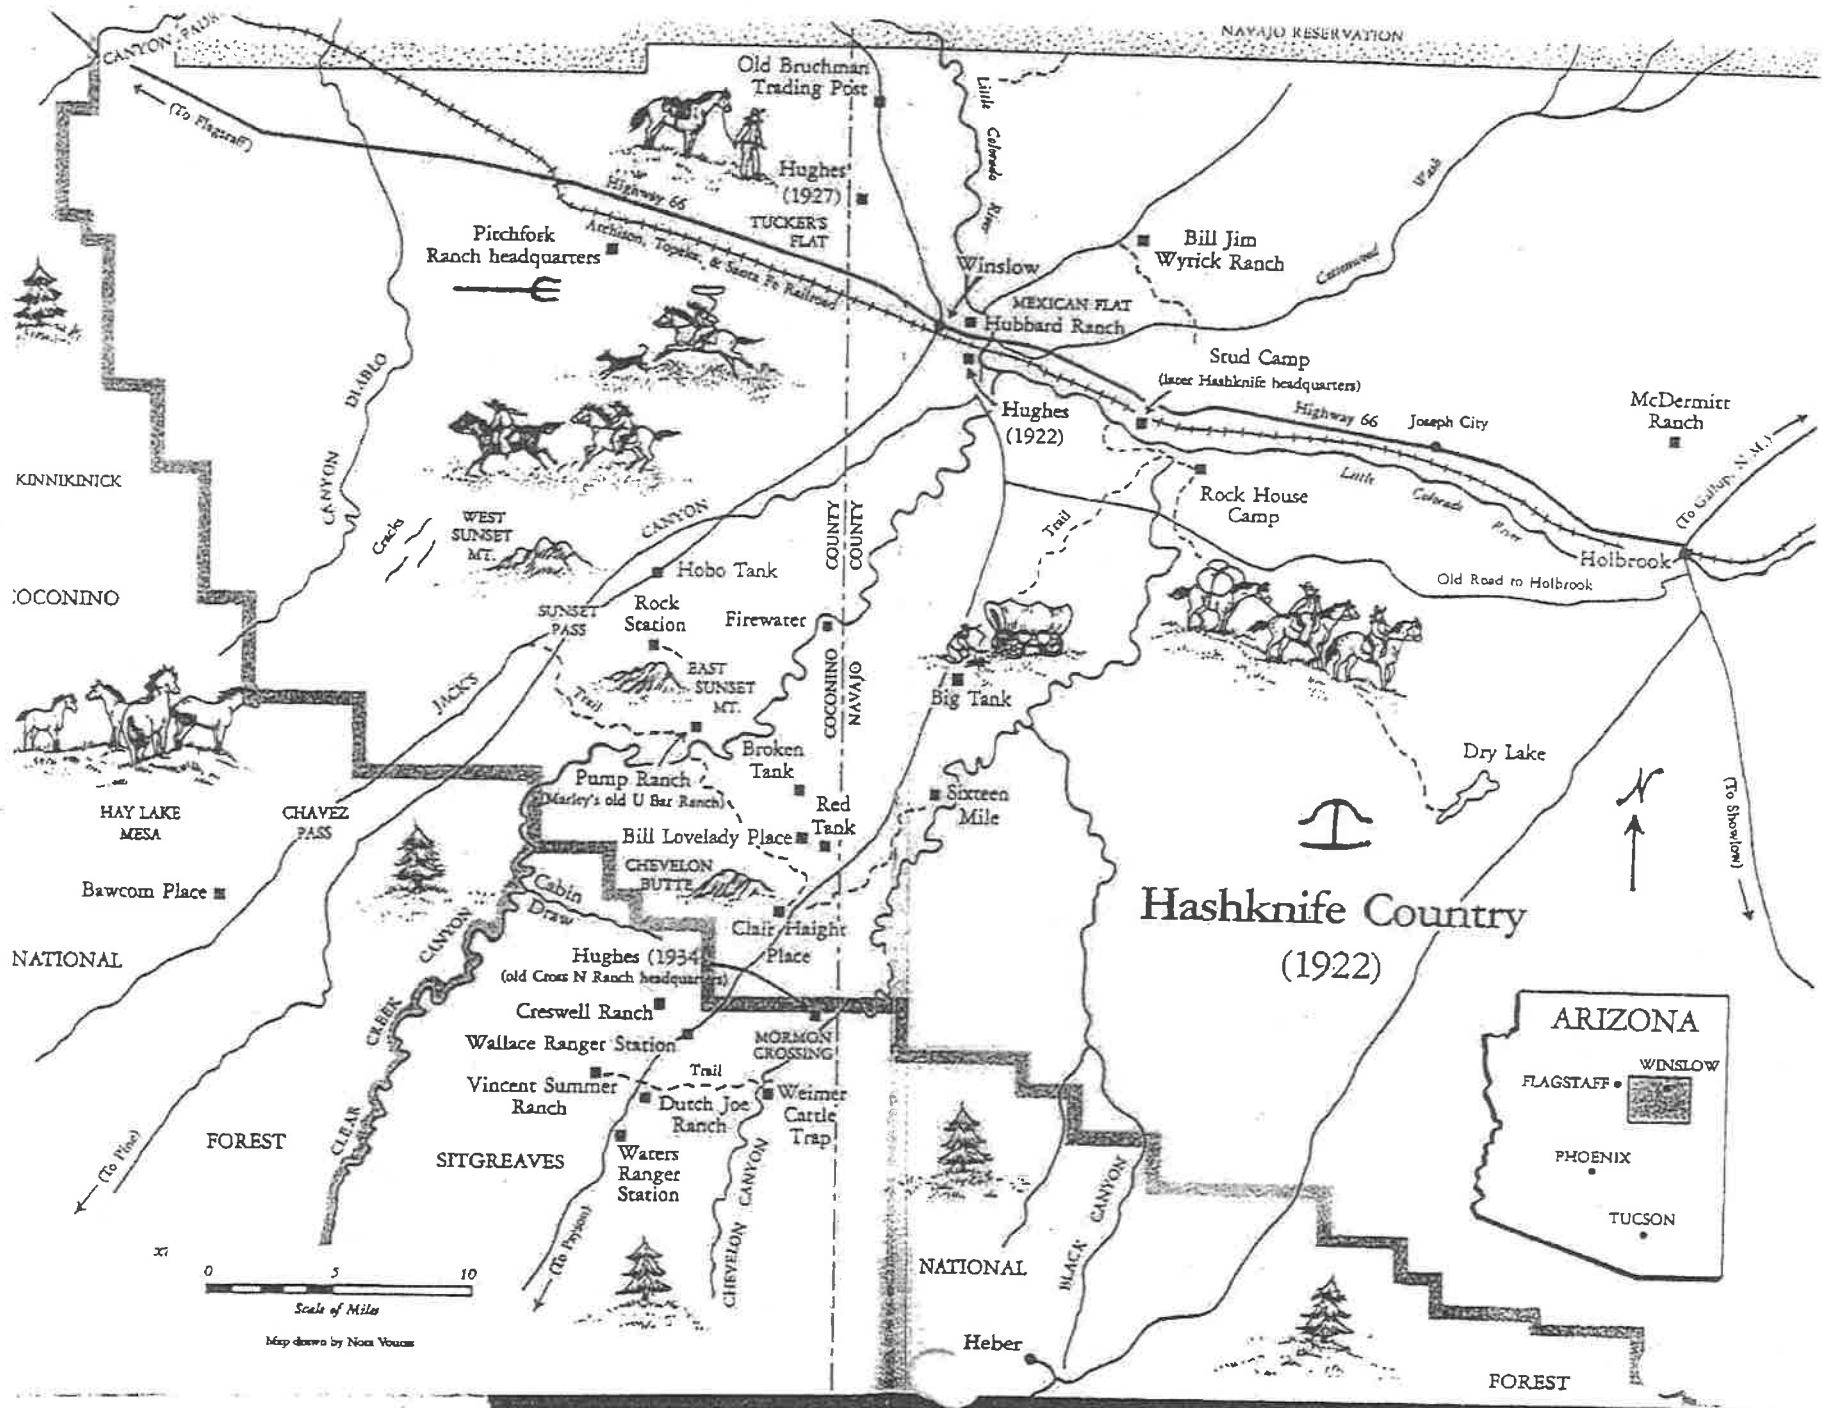 NAVAJO RESERVATION
CANYON
Old Bruchman
Trading Post
Little Colorado River
(To Flagstaff)
Hughes
(1927)
Highway 66
TUCKER'S
FLAT
Atchison, Topeka, & Santa Fe Railroad
Pitchfork
Ranch headquarters
Wash
Cottonwood
Bill Jim
Wyrick Ranch
Winslow
MEXICAN FLAT
Hubbard Ranch
Stud Camp
(later Hashknife headquarters)
Hughes
(1922)
Highway 66
Joseph City
McDermitt
Ranch
(To Gallup, N.M.)
CANYON DIABLO
KINNIKINICK
Cracks
WEST
SUNSET
MT.
CANYON
COUNTY
COUNTY
Trail
Rock House
Camp
Little Colorado River
Holbrook
Old Road to Holbrook
Hobo Tank
OCONINO
SUNSET
PASS
Rock
Station
Firewater
EAST
SUNSET
MT.
COCONINO
NAVAJO
Big Tank
JACK'S
Trail
Dry Lake
Broken
Tank
Pump Ranch
(Marley's old U Bar Ranch)
Red
Tank
Sixteen
Mile
HAY LAKE
MESA
CHAVEZ
PASS
Bill Lovelady Place
(To Showlow)
N
CHEVELON
BUTTE
Bawcom Place
Cabin
Draw
Clair Haight
Place
Hashknife Country
(1922)
NATIONAL
CANYON
Hughes (1934)
(old Cross N Ranch headquarters)
Creswell Ranch
CREEK
Wallace Ranger Station
MORMON
CROSSING
Trail
Vincent Summer
Ranch
Dutch Joe
Ranch
Weimer
Cattle
Trap
ARIZONA
WINSLOW
FLAGSTAFF
PHOENIX
TUCSON
CLEAR
FOREST
SITGREAVES
Waters
Ranger
Station
(To Pine)
(To Payson)
CHEVELON CANYON
BLACK CANYON
NATIONAL
0 5 10
Scale of Miles
Map drawn by Nora Voutas
Heber
FOREST